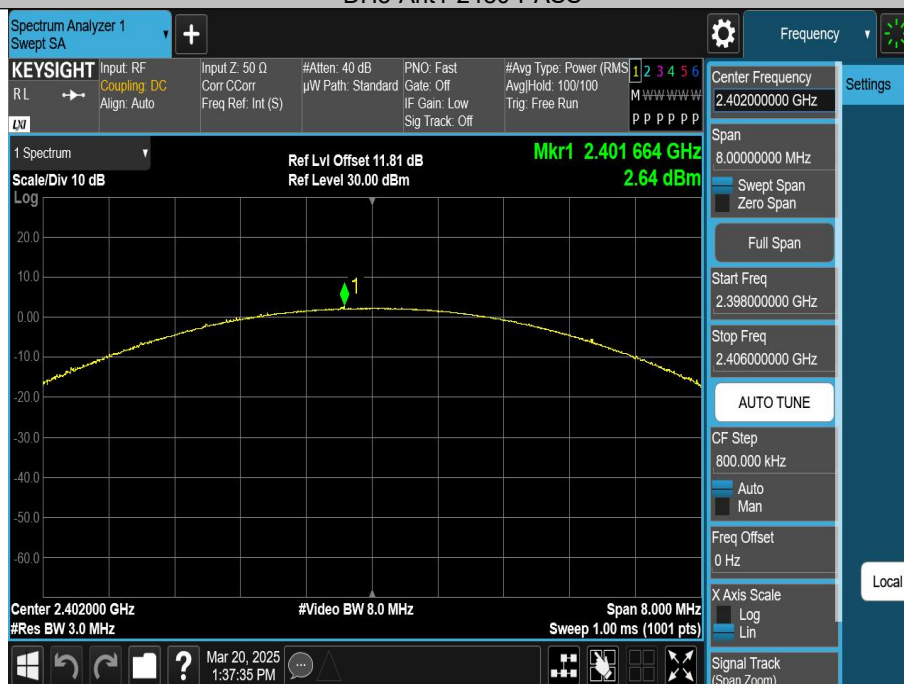 Spectrum Analyzer 1
Swept SA
Frequency
KEYSIGHT
R L
LXI
Input: RF
Coupling: DC
Align: Auto
Input Z: 50 Ω
Corr CCorr
Freq Ref: Int (S)
#Atten: 40 dB
µW Path: Standard
PNO: Fast
Gate: Off
IF Gain: Low
Sig Track: Off
#Avg Type: Power (RMS
Avg|Hold: 100/100
Trig: Free Run
1 2 3 4 5 6
M W W W W W
P P P P P P
Center Frequency
2.402000000 GHz
Settings
1 Spectrum
Scale/Div 10 dB
Ref Lvl Offset 11.81 dB
Ref Level 30.00 dBm
Mkr1 2.401 664 GHz
2.64 dBm
Log
20.0
10.0
0.00
-10.0
-20.0
-30.0
-40.0
-50.0
-60.0
1
Center 2.402000 GHz
#Res BW 3.0 MHz
#Video BW 8.0 MHz
Span 8.000 MHz
Sweep 1.00 ms (1001 pts)
Span
8.00000000 MHz
Swept Span
Zero Span
Full Span
Start Freq
2.398000000 GHz
Stop Freq
2.406000000 GHz
AUTO TUNE
CF Step
800.000 kHz
Auto
Man
Freq Offset
0 Hz
Local
X Axis Scale
Log
Lin
Signal Track
(Span Zoom)
?
Mar 20, 2025
1:37:35 PM